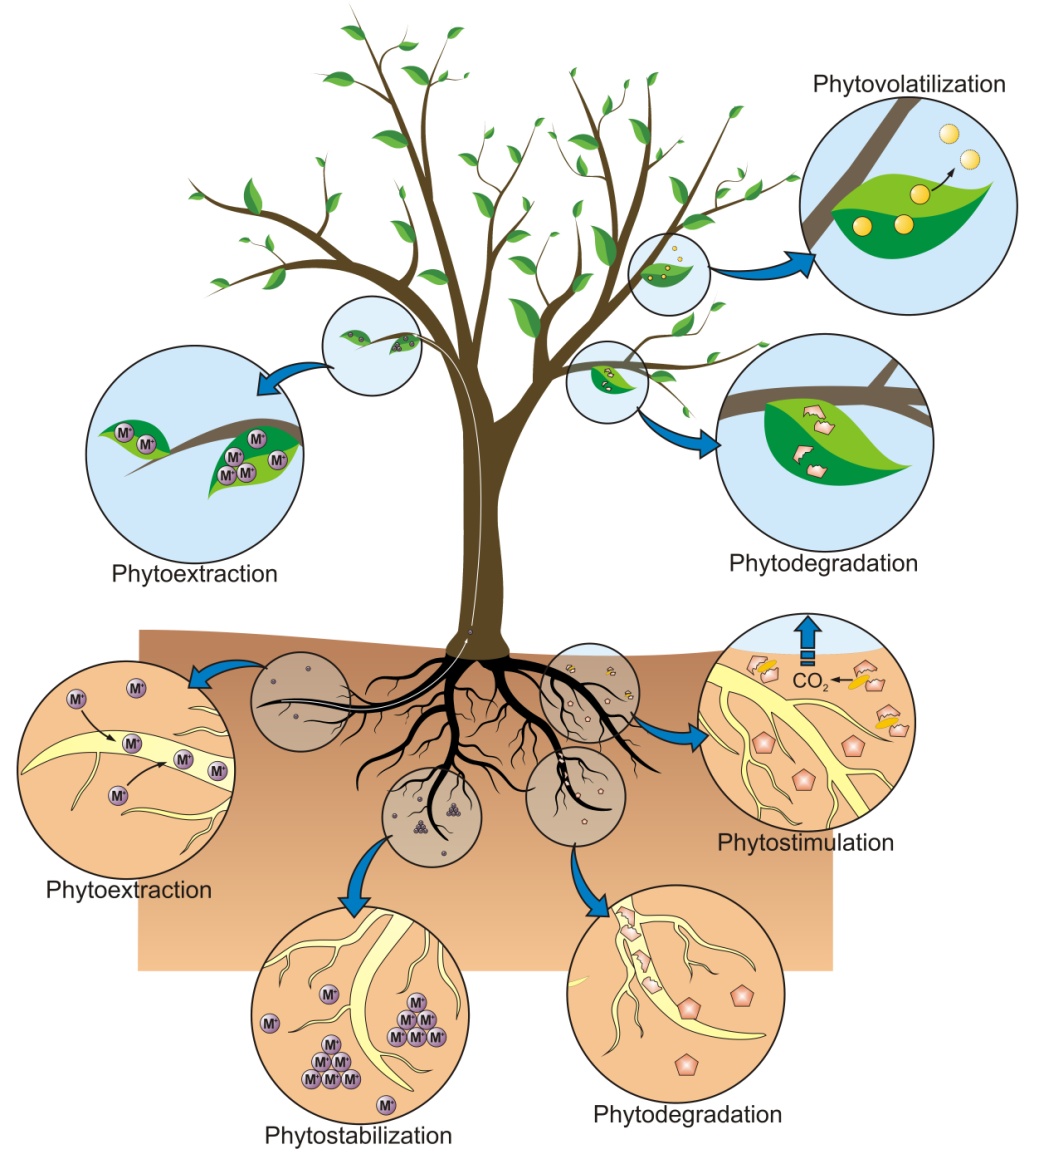 Phytovolatilization
M⁺
M⁺
M⁺
M⁺
M⁺
M⁺
M⁺
Phytoextraction
Phytodegradation
M⁺
M⁺
M⁺
M⁺
M⁺
M⁺
Phytoextraction
CO₂
Phytostimulation
M⁺
M⁺
M⁺
M⁺ M⁺
M⁺ M⁺ M⁺
M⁺
M⁺ M⁺
M⁺ M⁺ M⁺
M⁺
Phytostabilization
Phytodegradation